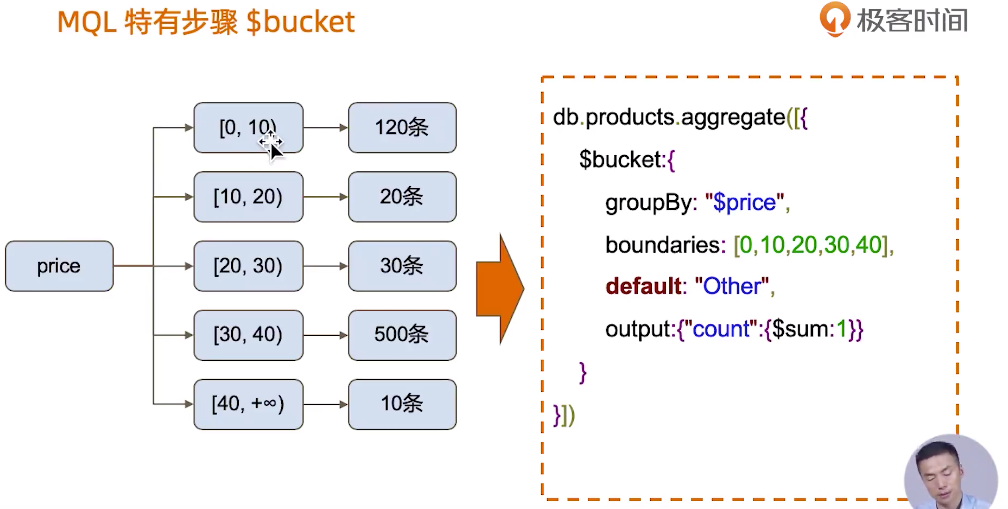 MQL 特有步骤 $bucket
极客时间
price
[0, 10)
120条
[10, 20)
20条
[20, 30)
30条
[30, 40)
500条
[40, +∞)
10条
db.products.aggregate([{
$bucket:{
groupBy: "$price",
boundaries: [0,10,20,30,40],
default: "Other",
output:{"count":{$sum:1}}
}
}])